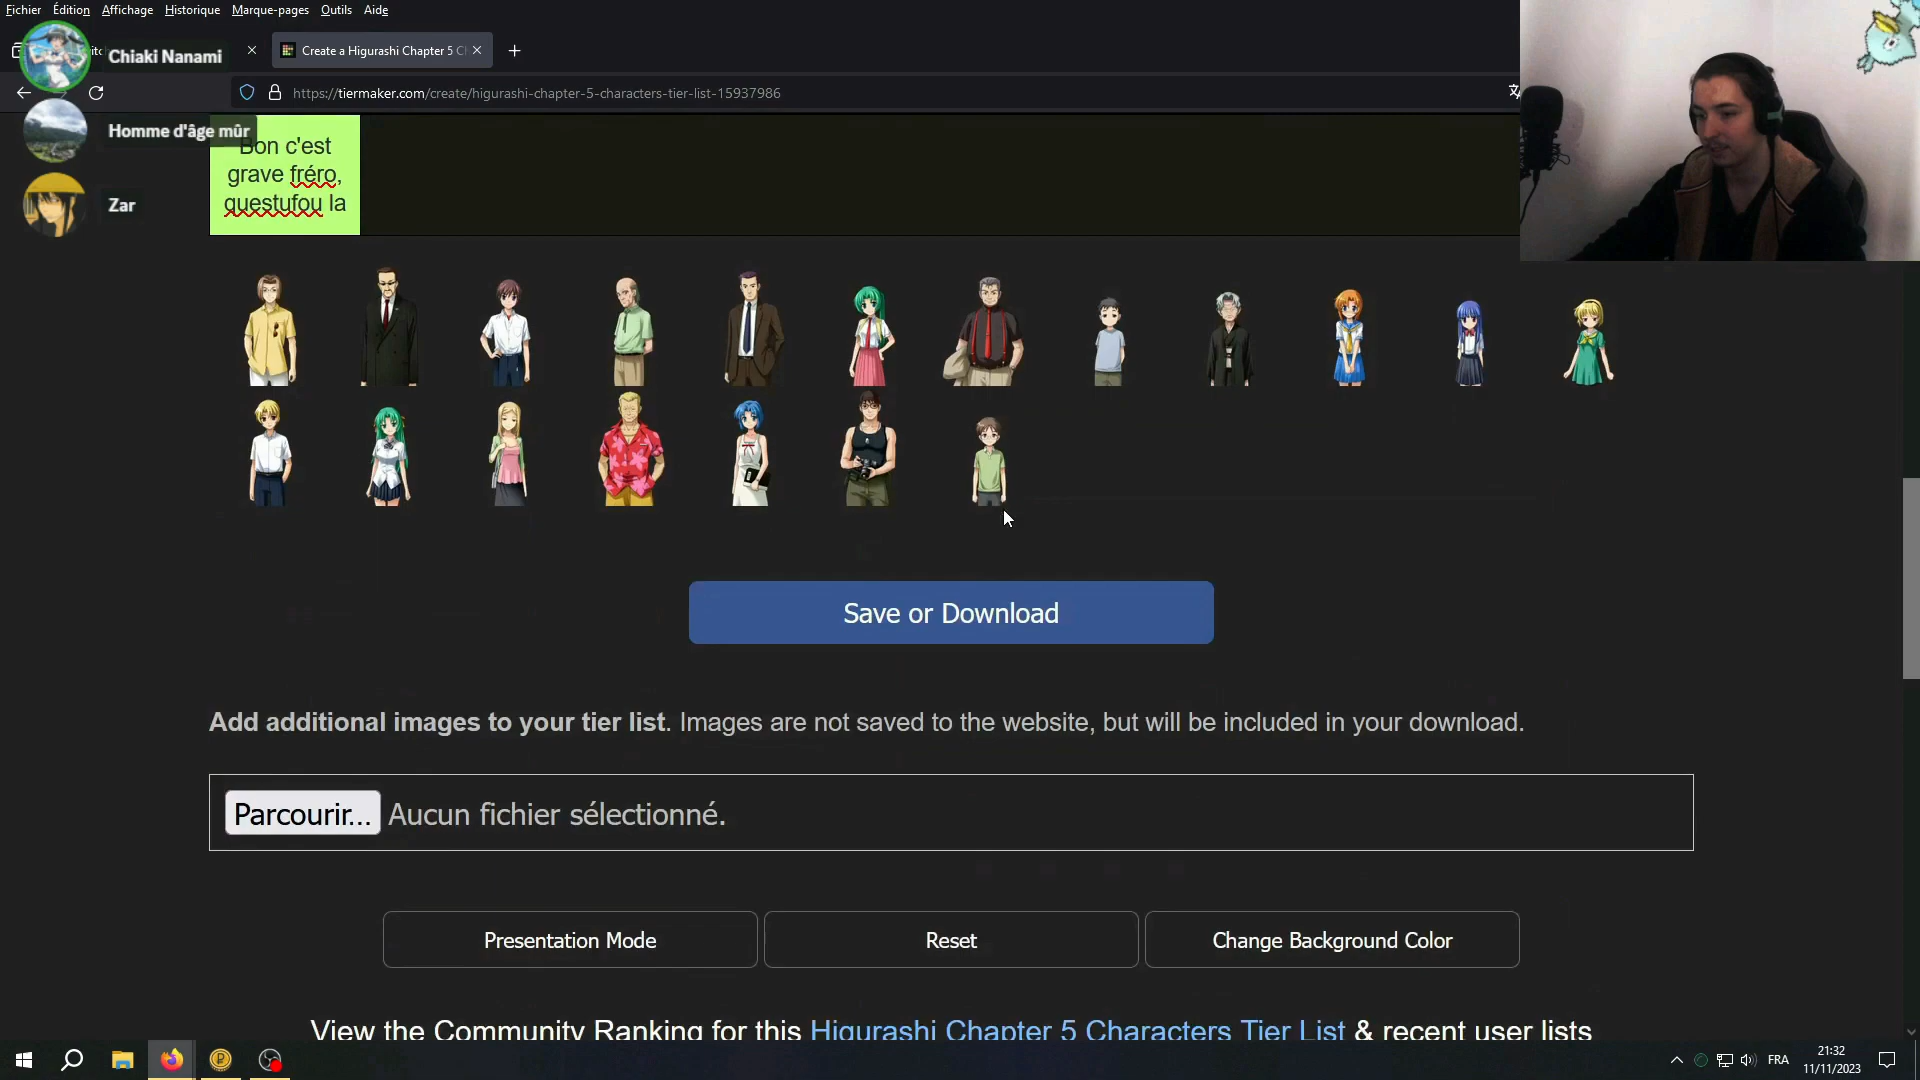 Fichier Édition Affichage Historique Marque-pages Outils Aide
Chiaki Nanami
Create a Higurashi Chapter 5 C
https://tiermaker.com/create/higurashi-chapter-5-characters-tier-list-15937986
Homme d'âge mûr
Zar
Bon c'est
grave fréro,
questufou la
Save or Download
Add additional images to your tier list. Images are not saved to the website, but will be included in your download.
Parcourir... Aucun fichier sélectionné.
Presentation Mode
Reset
Change Background Color
View the Community Ranking for this Higurashi Chapter 5 Characters Tier List & recent user lists
FRA
21:32
11/11/2023